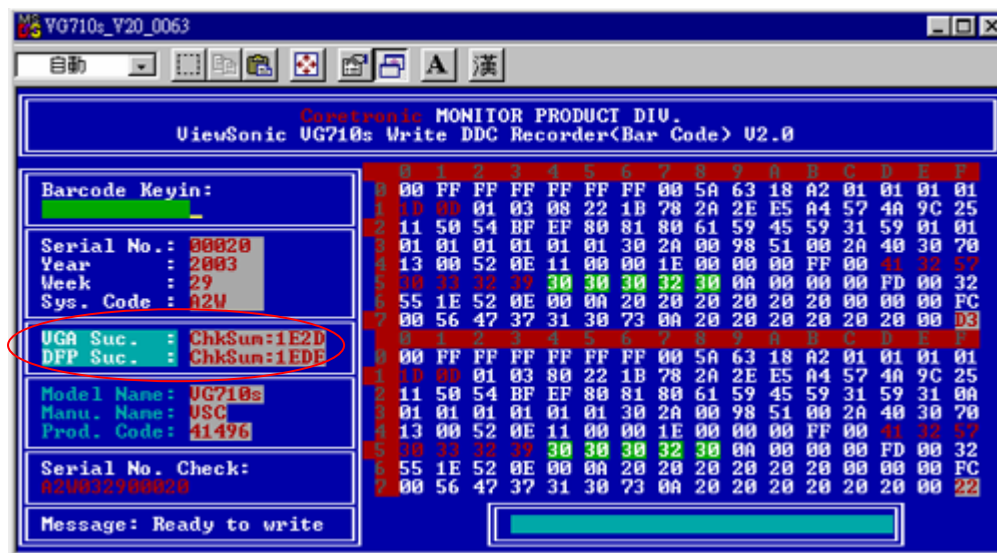 VG710s_V20_0063
自動
A
漢
Coretronic MONITOR PRODUCT DIV.
ViewSonic VG710s Write DDC Recorder(Bar Code) V2.0
Barcode Keyin:
Serial No.: 00020
Year : 2003
Week : 29
Sys. Code : A2W
VGA Suc. : ChkSum:1E2D
DFP Suc. : ChkSum:1EDE
Model Name: VG710s
Manu. Name: VSC
Prod. Code: 41496
Serial No. Check:
A2W032900020
Message: Ready to write
0 1 2 3 4 5 6 7 8 9 A B C D E F
0 00 FF FF FF FF FF FF 00 5A 63 18 A2 01 01 01 01
1 1D 0D 01 03 08 22 1B 78 2A 2E E5 A4 57 4A 9C 25
2 11 50 54 BF EF 80 81 80 61 59 45 59 31 59 01 01
3 01 01 01 01 01 01 30 2A 00 98 51 00 2A 40 30 70
4 13 00 52 0E 11 00 00 1E 00 00 00 FF 00 41 32 57
5 30 33 32 39 30 30 30 32 30 0A 00 00 00 FD 00 32
6 55 1E 52 0E 00 0A 20 20 20 20 20 20 00 00 00 FC
7 00 56 47 37 31 30 73 0A 20 20 20 20 20 20 00 D3
0 1 2 3 4 5 6 7 8 9 A B C D E F
0 00 FF FF FF FF FF FF 00 5A 63 18 A2 01 01 01 01
1 1D 0D 01 03 80 22 1B 78 2A 2E E5 A4 57 4A 9C 25
2 11 50 54 BF EF 80 81 80 61 59 45 59 31 59 31 0A
3 01 01 01 01 01 01 30 2A 00 98 51 00 2A 40 30 70
4 13 00 52 0E 11 00 00 1E 00 00 00 FF 00 41 32 57
5 30 33 32 39 30 30 30 32 30 0A 00 00 00 FD 00 32
6 55 1E 52 0E 00 0A 20 20 20 20 20 20 00 00 00 FC
7 00 56 47 37 31 30 73 0A 20 20 20 20 20 20 00 22